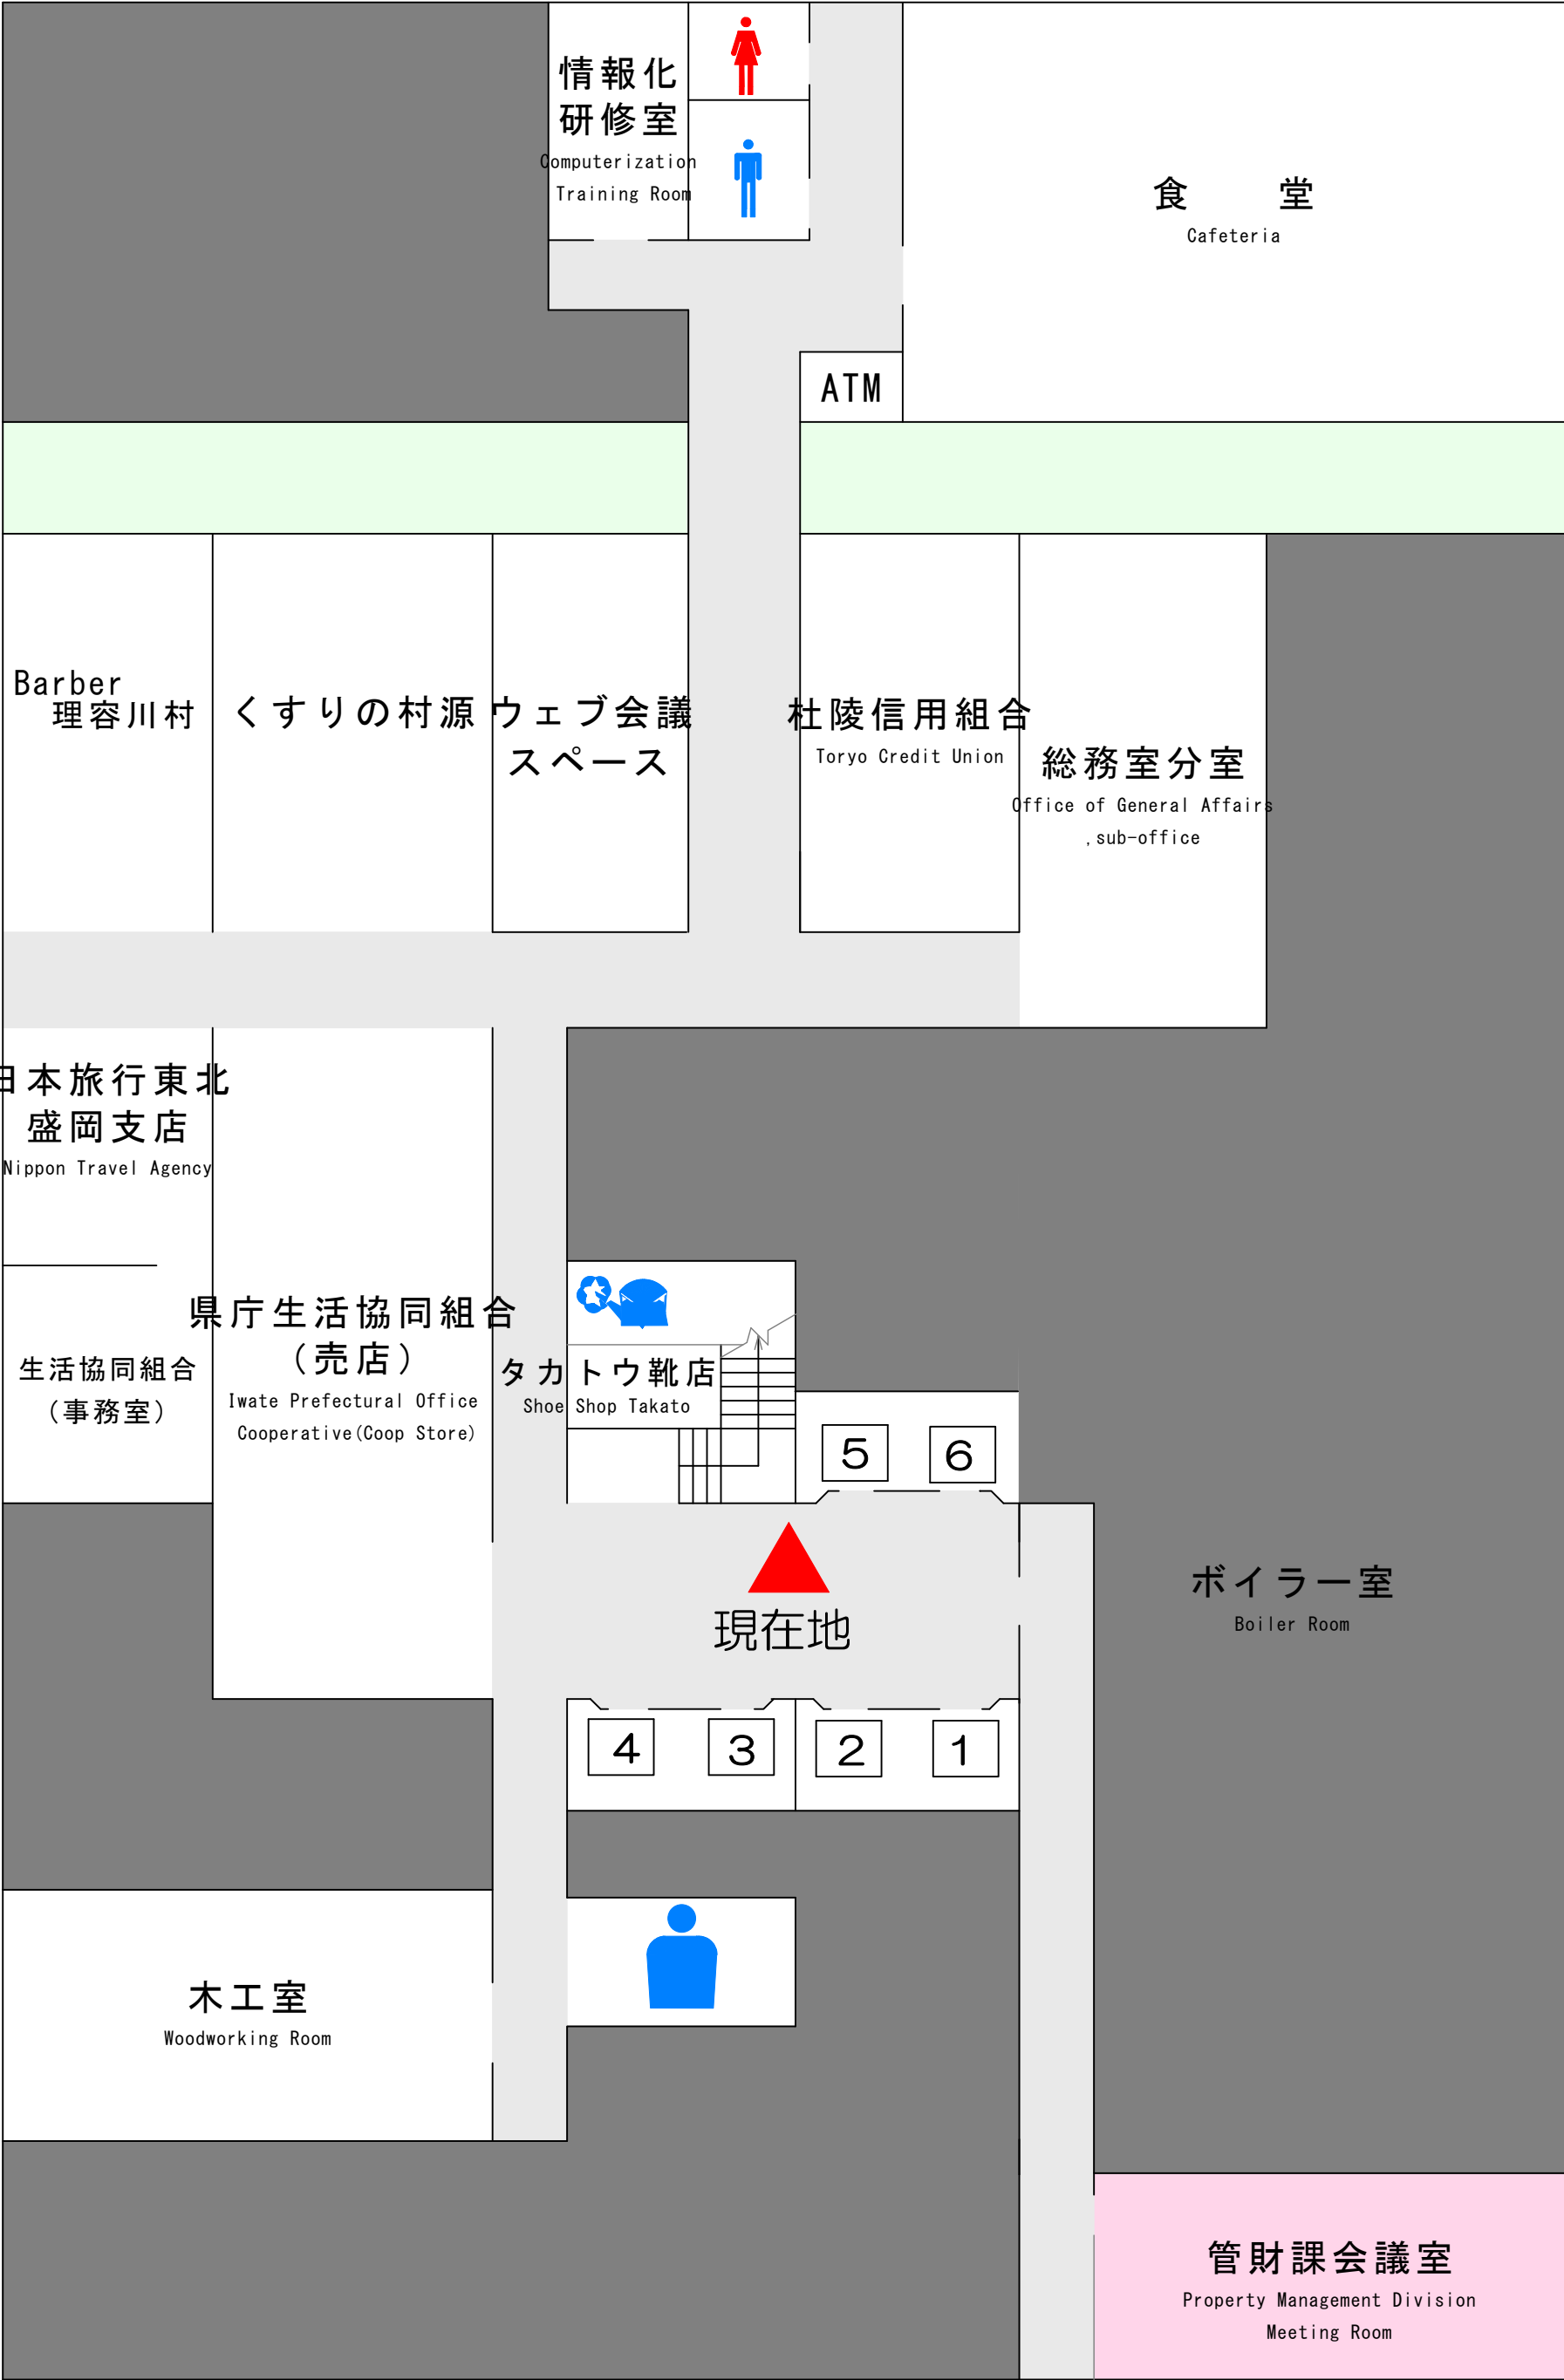 情報化
研修室
Computerization
Training Room
食　　堂
Cafeteria
ATM
Barber
理容川村
くすりの村源
ウェブ会議
スペース
杜陵信用組合
Toryo Credit Union
総務室分室
Office of General Affairs
,sub-office
日本旅行東北
盛岡支店
Nippon Travel Agency
生活協同組合
(事務室)
県庁生活協同組合
(売店)
Iwate Prefectural Office
Cooperative(Coop Store)
タカトウ靴店
Shoe Shop Takato
5
6
現在地
ボイラー室
Boiler Room
4
3
2
1
木工室
Woodworking Room
管財課会議室
Property Management Division
Meeting Room